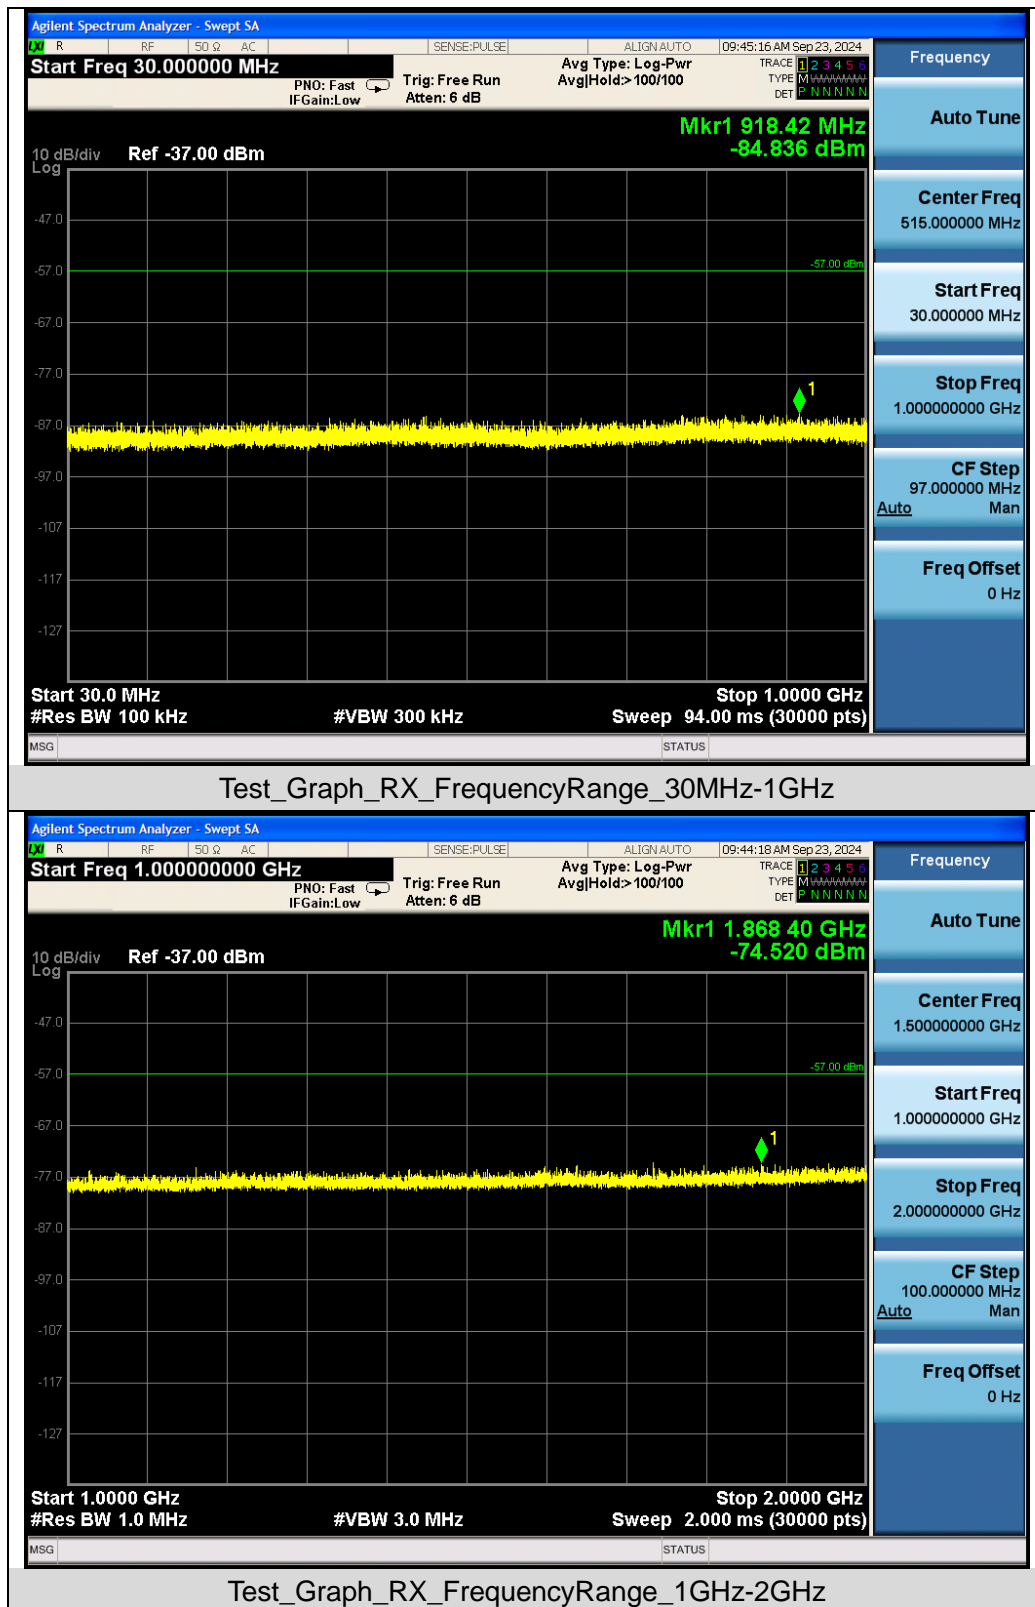 Agilent Spectrum Analyzer - Swept SA
LXI R RF 50 Ω AC SENSE:PULSE ALIGN AUTO 09:45:16 AM Sep 23, 2024
Start Freq 30.000000 MHz
PNO: Fast
IFGain:Low
Trig: Free Run
Atten: 6 dB
Avg Type: Log-Pwr
Avg|Hold:>100/100
TRACE 1 2 3 4 5 6
TYPE M
DET P N N N N N
Mkr1 918.42 MHz
-84.836 dBm
10 dB/div Ref -37.00 dBm
Log
-47.0
-57.0
-57.00 dBm
-67.0
-77.0
1
-87.0
-97.0
-107
-117
-127
Start 30.0 MHz Stop 1.0000 GHz
#Res BW 100 kHz #VBW 300 kHz Sweep 94.00 ms (30000 pts)
MSG STATUS
Frequency
Auto Tune
Center Freq
515.000000 MHz
Start Freq
30.000000 MHz
Stop Freq
1.000000000 GHz
CF Step
97.000000 MHz
Auto Man
Freq Offset
0 Hz
Test_Graph_RX_FrequencyRange_30MHz-1GHz
Agilent Spectrum Analyzer - Swept SA
LXI R RF 50 Ω AC SENSE:PULSE ALIGN AUTO 09:44:18 AM Sep 23, 2024
Start Freq 1.000000000 GHz
PNO: Fast
IFGain:Low
Trig: Free Run
Atten: 6 dB
Avg Type: Log-Pwr
Avg|Hold:>100/100
TRACE 1 2 3 4 5 6
TYPE M
DET P N N N N N
Mkr1 1.868 40 GHz
-74.520 dBm
10 dB/div Ref -37.00 dBm
Log
-47.0
-57.0
-57.00 dBm
-67.0
1
-77.0
-87.0
-97.0
-107
-117
-127
Start 1.0000 GHz Stop 2.0000 GHz
#Res BW 1.0 MHz #VBW 3.0 MHz Sweep 2.000 ms (30000 pts)
MSG STATUS
Frequency
Auto Tune
Center Freq
1.500000000 GHz
Start Freq
1.000000000 GHz
Stop Freq
2.000000000 GHz
CF Step
100.000000 MHz
Auto Man
Freq Offset
0 Hz
Test_Graph_RX_FrequencyRange_1GHz-2GHz